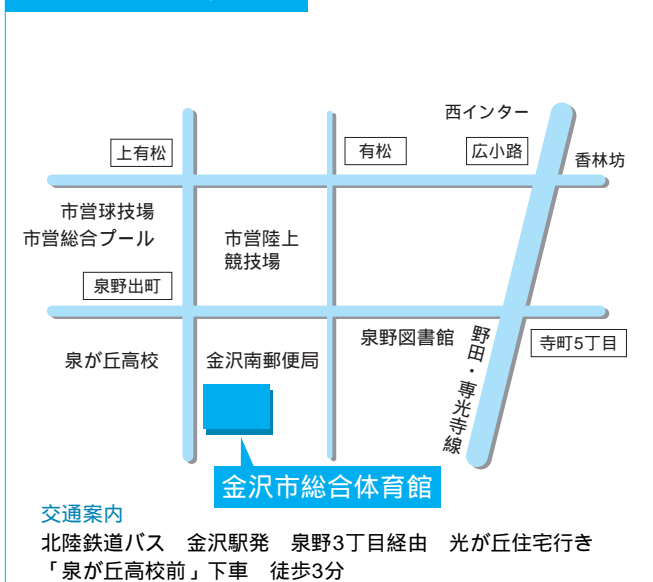 西インター
上有松
有松
広小路
香林坊
市営球技場
市営総合プール
市営陸上
競技場
泉野出町
泉野図書館
野田・専光寺線
寺町5丁目
泉が丘高校
金沢南郵便局
金沢市総合体育館
交通案内
北陸鉄道バス　金沢駅発　泉野3丁目経由　光が丘住宅行き
「泉が丘高校前」下車　徒歩3分